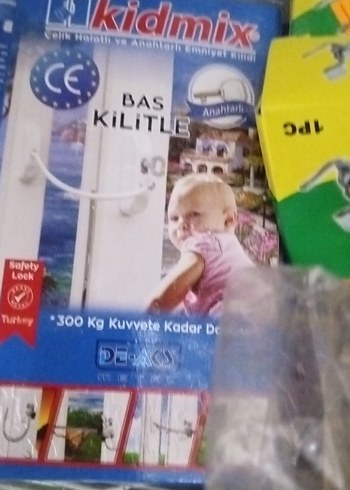 kidmix
Çelik Halatlı ve Anahtarlı Emniyet Kilidi
CE
BAS
KİLİTLE
Anahtarlı
1PC
Safety
Lock
Turkey
*300 Kg Kuvvete Kadar